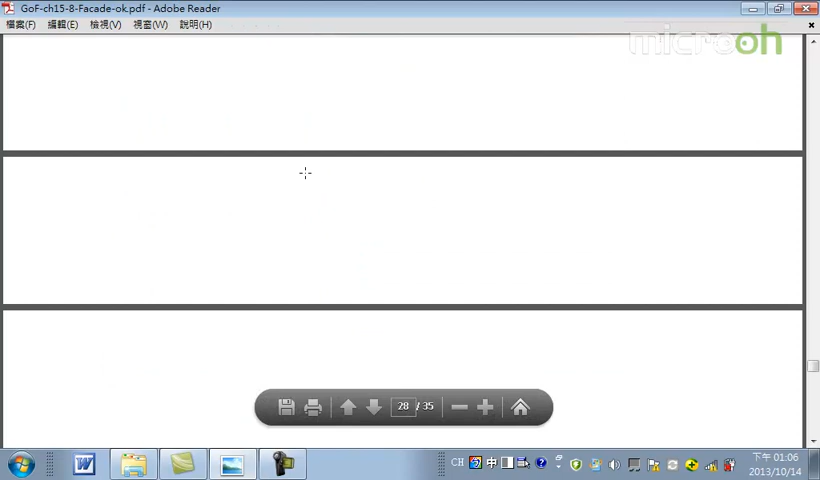 GoF-ch15-8-Facade-ok.pdf - Adobe Reader
檔案(F) 編輯(E) 檢視(V) 視窗(W) 說明(H)
microoh
28 / 35
CH 中
下午 01:06
2013/10/14